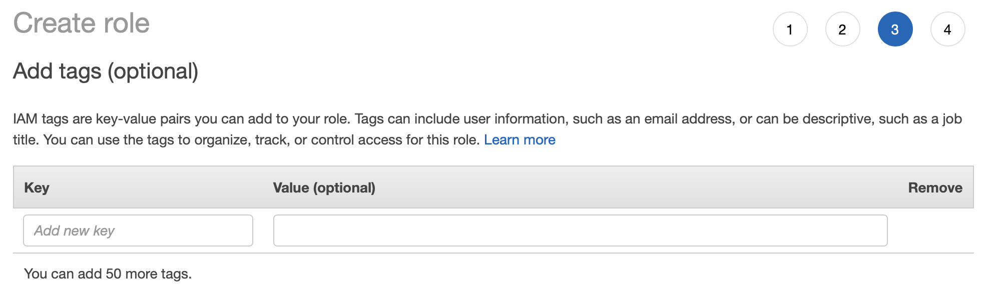 Create role
1 2 3 4
Add tags (optional)
IAM tags are key-value pairs you can add to your role. Tags can include user information, such as an email address, or can be descriptive, such as a job
title. You can use the tags to organize, track, or control access for this role. Learn more
Key Value (optional) Remove
Add new key
You can add 50 more tags.